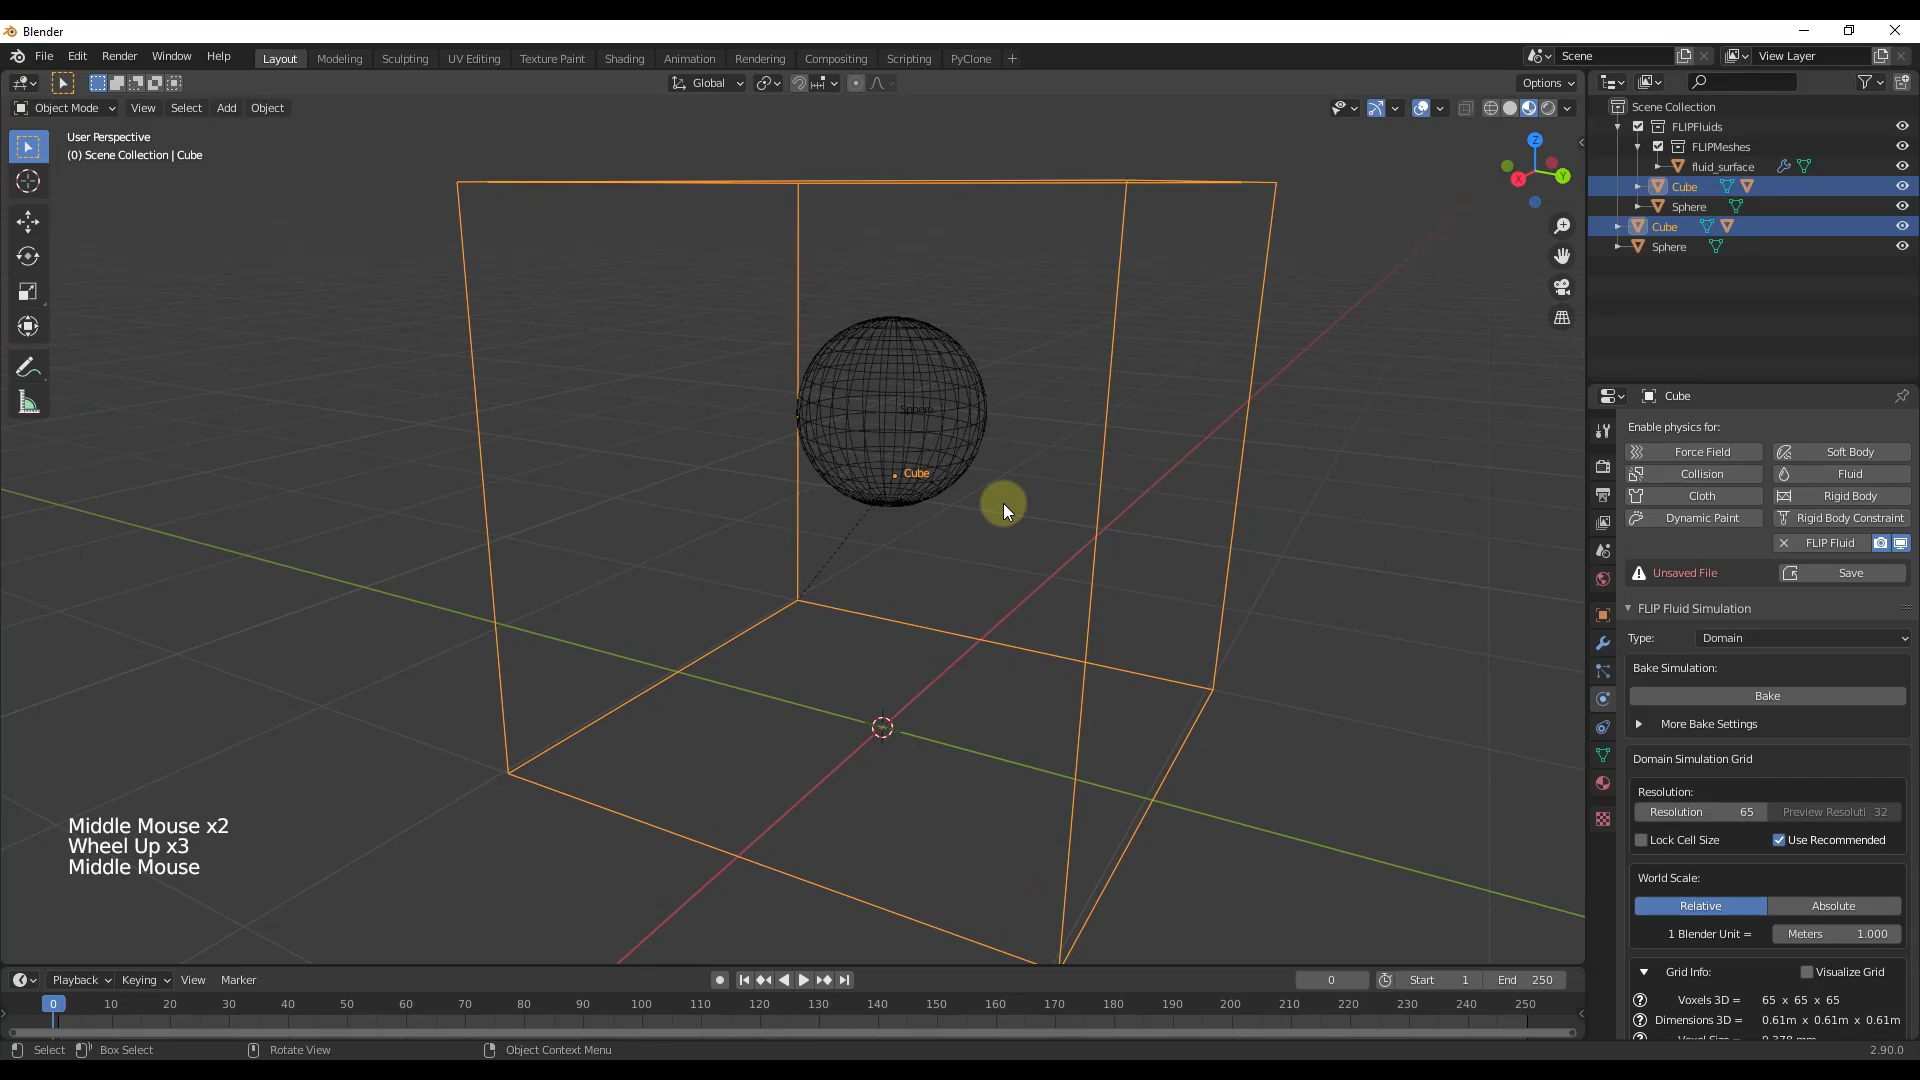 Blender
File Edit Render Window Help
Layout Modeling Sculpting UV Editing Texture Paint Shading Animation Rendering Compositing Scripting PyClone +
Scene
View Layer
Global
Options
Object Mode View Select Add Object
User Perspective
(0) Scene Collection | Cube
Z
Y
X
Sphere
Cube
Middle Mouse x2
Wheel Up x3
Middle Mouse
Scene Collection
FLIPFluids
FLIPMeshes
fluid_surface
Cube
Sphere
Cube
Sphere
Cube
Enable physics for:
Force Field Soft Body
Collision Fluid
Cloth Rigid Body
Dynamic Paint Rigid Body Constraint
FLIP Fluid
Unsaved File Save
FLIP Fluid Simulation
Type: Domain
Bake Simulation:
Bake
More Bake Settings
Domain Simulation Grid
Resolution:
Resolution 65 Preview Resoluti 32
Lock Cell Size Use Recommended
World Scale:
Relative Absolute
1 Blender Unit = Meters 1.000
Grid Info: Visualize Grid
Voxels 3D = 65 x 65 x 65
Dimensions 3D = 0.61m x 0.61m x 0.61m
Playback Keying View Marker
0 Start 1 End 250
0 10 20 30 40 50 60 70 80 90 100 110 120 130 140 150 160 170 180 190 200 210 220 230 240 250
Select Box Select Rotate View Object Context Menu
2.90.0